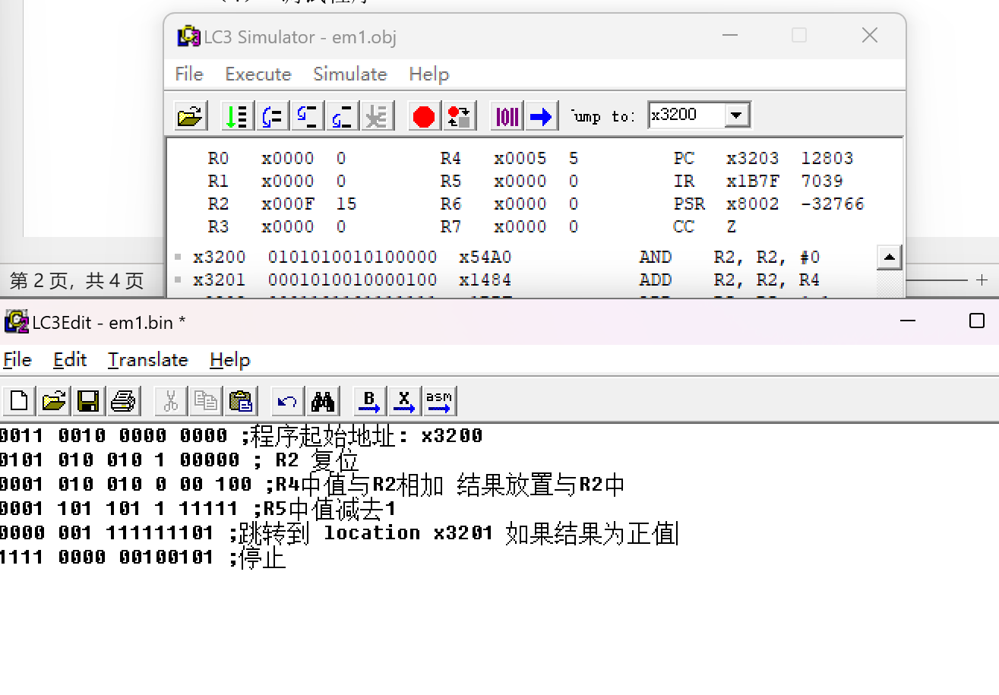 LC3 Simulator - em1.obj
File Execute Simulate Help
Jump to: x3200
R0 x0000 0 R4 x0005 5 PC x3203 12803
R1 x0000 0 R5 x0000 0 IR x1B7F 7039
R2 x000F 15 R6 x0000 0 PSR x8002 -32766
R3 x0000 0 R7 x0000 0 CC Z
x3200 0101010010100000 x54A0 AND R2, R2, #0
x3201 0001010010000100 x1484 ADD R2, R2, R4
第 2 页，共 4 页
LC3Edit - em1.bin *
File Edit Translate Help
B X asm
0011 0010 0000 0000 ;程序起始地址: x3200
0101 010 010 1 00000 ; R2 复位
0001 010 010 0 00 100 ;R4中值与R2相加 结果放置与R2中
0001 101 101 1 11111 ;R5中值减去1
0000 001 111111101 ;跳转到 location x3201 如果结果为正值
1111 0000 00100101 ;停止